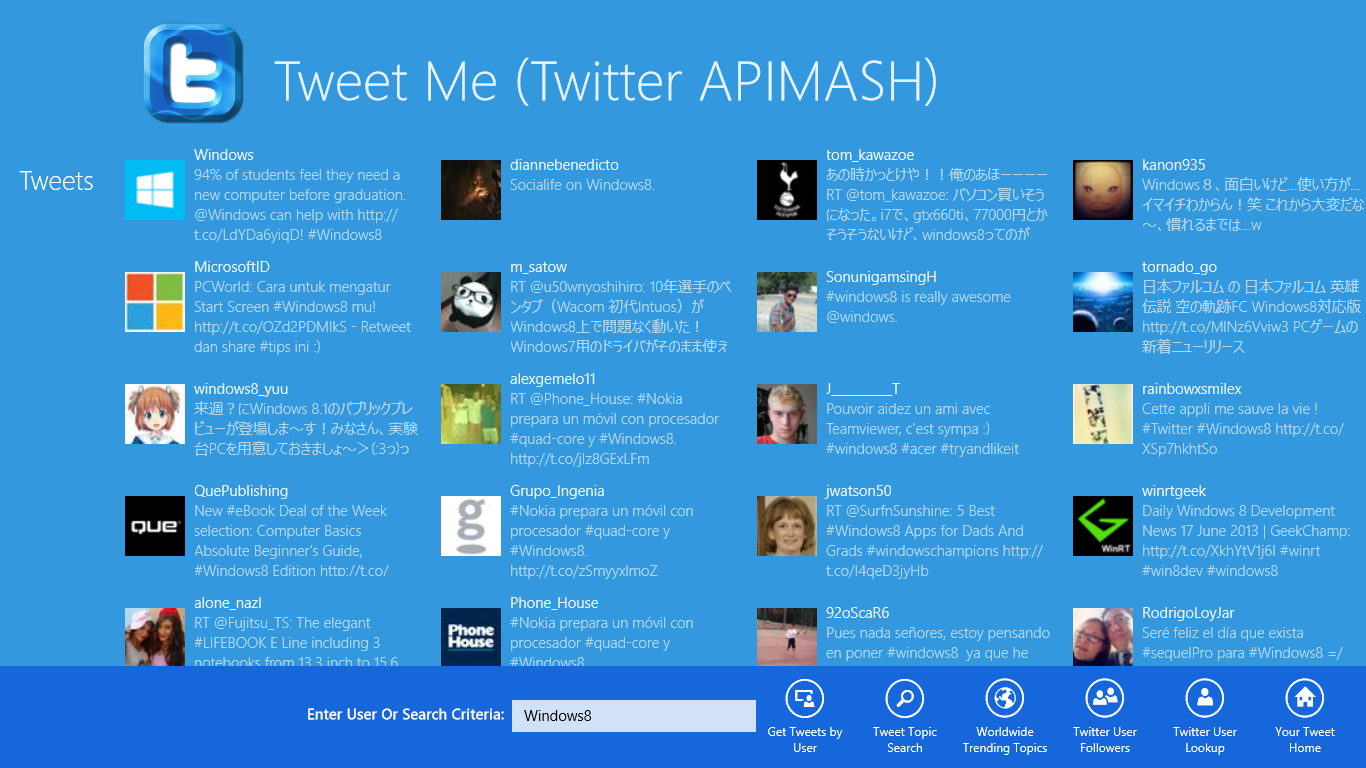 Tweet Me (Twitter APIMASH)
Tweets
Windows
94% of students feel they need a
new computer before graduation.
@Windows can help with http://
t.co/LdYDa6yiqD! #Windows8
diannebenedicto
Socialife on Windows8.
tom_kawazoe
あの時かっとけや！！俺のあほーーーー
RT @tom_kawazoe: パソコン買いそう
になった。i7で、gtx660ti、77000円とか
そうそうないけど、windows8ってのが
kanon935
Windows８、面白いけど…使い方が…
イマイチわからん！笑 これから大変だな
～、慣れるまでは…w
MicrosoftID
PCWorld: Cara untuk mengatur
Start Screen #Windows8 mu!
http://t.co/OZd2PDMIkS - Retweet
dan share #tips ini :)
m_satow
RT @u50wnyoshihiro: 10年選手のペ
ンタブ（Wacom 初代Intuos）が
Windows8上で問題なく動いた！
Windows7用のドライバがそのまま使え
SonunigamsingH
#windows8 is really awesome
@windows.
tornado_go
日本ファルコム の 日本ファルコム 英雄
伝説 空の軌跡FC Windows8対応版
http://t.co/MINz6Vviw3 PCゲームの
新着ニューリリース
windows8_yuu
来週？にWindows 8.1のパブリックプレ
ビューが登場しま～す！みなさん、実験
台PCを用意しておきましょ～＞(:3っ)っ
alexgemelo11
RT @Phone_House: #Nokia
prepara un móvil con procesador
#quad-core y #Windows8.
http://t.co/jIz8GExLFm
J__________T
Pouvoir aidez un ami avec
Teamviewer, c'est sympa :)
#windows8 #acer #tryandlikeit
rainbowxsmilex
Cette appli me sauve la vie !
#Twitter #Windows8 http://t.co/
XSp7hkhtSo
QuePublishing
New #eBook Deal of the Week
selection: Computer Basics
Absolute Beginner's Guide,
#Windows8 Edition http://t.co/
QUE
Grupo_Ingenia
#Nokia prepara un móvil con
procesador #quad-core y
#Windows8.
http://t.co/zSmyyxImoZ
jwatson50
RT @SurfnSunshine: 5 Best
#Windows8 Apps for Dads And
Grads #windowschampions http://
t.co/I4qeD3jyHb
winrtgeek
Daily Windows 8 Development
News 17 June 2013 | GeekChamp:
http://t.co/XkhYtV1j6I #winrt
#win8dev #windows8
WinRT
alone_nazI
RT @Fujitsu_TS: The elegant
#LIFEBOOK E Line including 3
notebooks from 13.3 inch to 15.6
Phone_House
#Nokia prepara un móvil con
procesador #quad-core y
#Windows8.
Phone
House
92oScaR6
Pues nada señores, estoy pensando
en poner #windows8 ya que he
RodrigoLoyJar
Seré feliz el día que exista
#sequelPro para #Windows8 =/
Enter User Or Search Criteria:
Windows8
Get Tweets by
User
Tweet Topic
Search
Worldwide
Trending Topics
Twitter User
Followers
Twitter User
Lookup
Your Tweet
Home